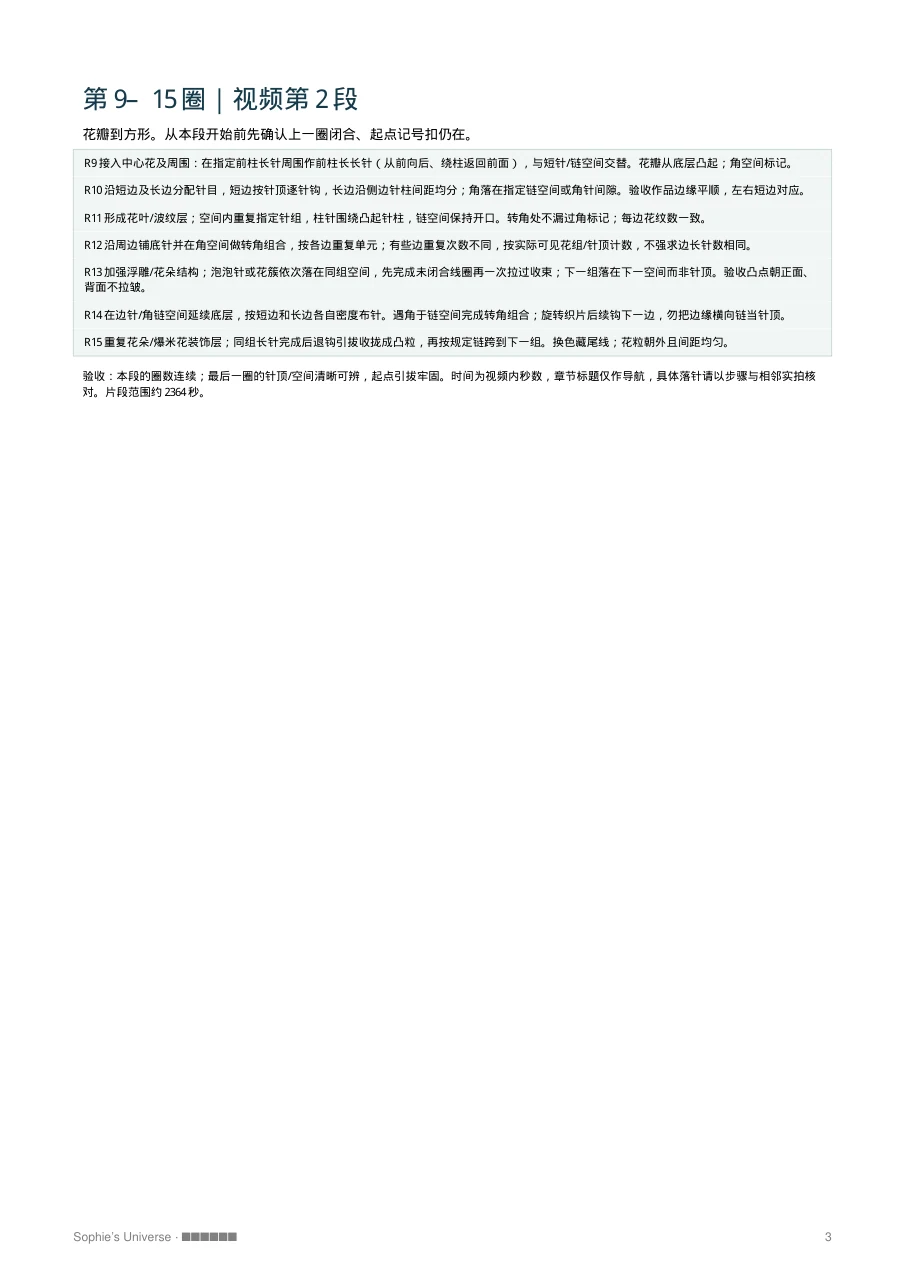 第 9– 15 圈 | 视频第 2 段
花瓣到方形。从本段开始前先确认上一圈闭合、起点记号扣仍在。
R9 接入中心花及周围：在指定前柱长针周围作前柱长长针（从前向后、绕柱返回前面），与短针/链空间交替。花瓣从底层凸起；角空间标记。
R10 沿短边及长边分配针目，短边按针顶逐针钩，长边沿侧边针柱间距均分；角落在指定链空间或角针间隙。验收作品边缘平顺，左右短边对应。
R11 形成花叶/波纹层；空间内重复指定针组，柱针围绕凸起针柱，链空间保持开口。转角处不漏过角标记；每边花纹数一致。
R12 沿周边铺底针并在角空间做转角组合，按各边重复单元；有些边重复次数不同，按实际可见花组/针顶计数，不强求边长针数相同。
R13 加强浮雕/花朵结构；泡泡针或花簇依次落在同组空间，先完成未闭合线圈再一次拉过收束；下一组落在下一空间而非针顶。验收凸点朝正面、
背面不拉皱。
R14 在边针/角链空间延续底层，按短边和长边各自密度布针。遇角于链空间完成转角组合；旋转织片后续钩下一边，勿把边缘横向链当针顶。
R15 重复花朵/爆米花装饰层；同组长针完成后退钩引拔收拢成凸粒，再按规定链跨到下一组。换色藏尾线；花粒朝外且间距均匀。
验收：本段的圈数连续；最后一圈的针顶/空间清晰可辨，起点引拔牢固。时间为视频内秒数，章节标题仅作导航，具体落针请以步骤与相邻实拍核
对。片段范围约 2364 秒。
Sophie's Universe · ■■■■■■
3